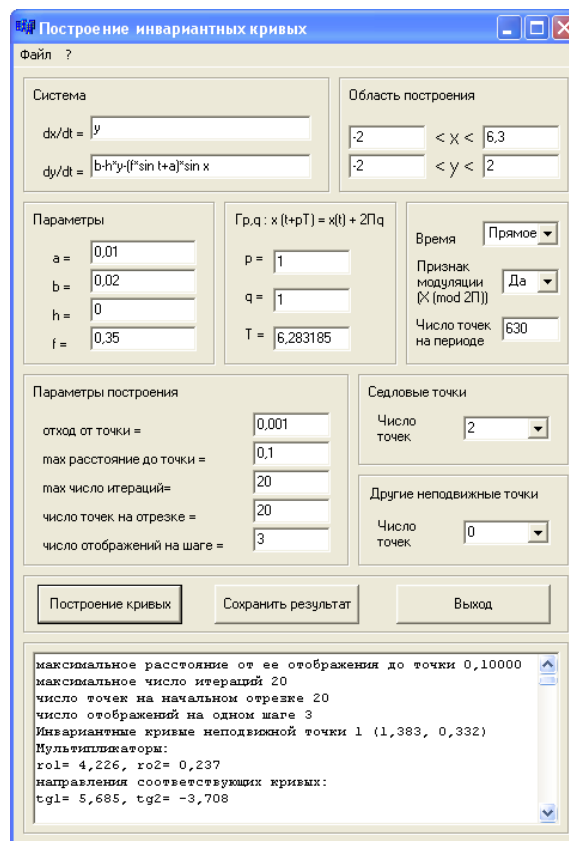 Построение инвариантных кривых
Файл ?
Система
dx/dt = y
dy/dt = b-h*y-(f*sin t+a)*sin x
Область построения
-2 < X < 6,3
-2 < y < 2
Параметры
a = 0,01
b = 0,02
h = 0
f = 0,35
Гp,q : x (t+pT) = x(t) + 2Пq
p = 1
q = 1
T = 6,283185
Время Прямое
Признак
модуляции
(X (mod 2П)) Да
Число точек
на периоде 630
Параметры построения
отход от точки = 0,001
max расстояние до точки = 0,1
max число итераций= 20
число точек на отрезке = 20
число отображений на шаге = 3
Седловые точки
Число
точек 2
Другие неподвижные точки
Число
точек 0
Построение кривых Сохранить результат Выход
максимальное расстояние от ее отображения до точки 0,10000
максимальное число итераций 20
число точек на начальном отрезке 20
число отображений на одном шаге 3
Инвариантные кривые неподвижной точки 1 (1,383, 0,332)
Мультипликаторы:
ro1= 4,226, ro2= 0,237
направления соответствующих кривых:
tg1= 5,685, tg2= -3,708